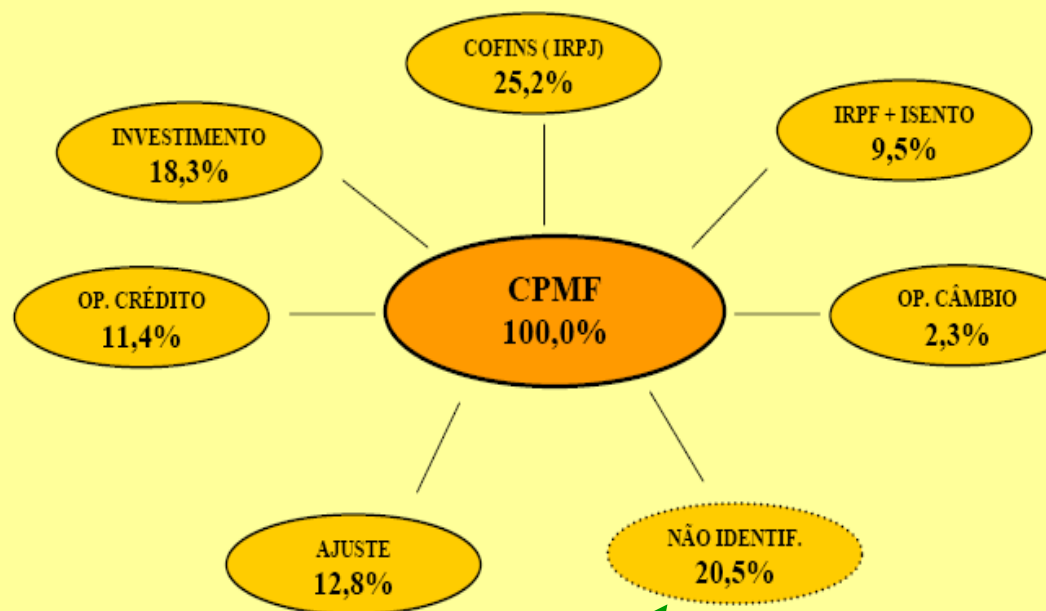 COFINS ( IRPJ)
25,2%
INVESTIMENTO
18,3%
IRPF + ISENTO
9,5%
OP. CRÉDITO
11,4%
CPMF
100,0%
OP. CÂMBIO
2,3%
AJUSTE
12,8%
NÃO IDENTIF.
20,5%